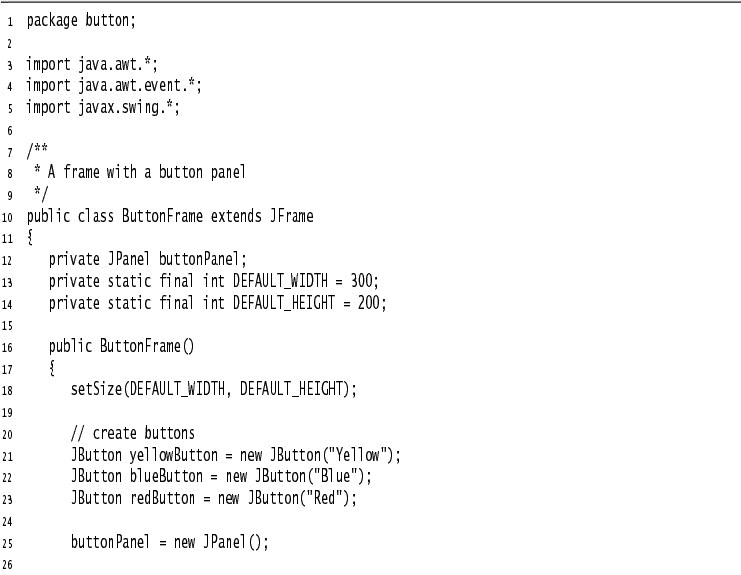 1 package button;
2
3 import java.awt.*;
4 import java.awt.event.*;
5 import javax.swing.*;
6
7 /**
8  * A frame with a button panel
9  */
10 public class ButtonFrame extends JFrame
11 {
12    private JPanel buttonPanel;
13    private static final int DEFAULT_WIDTH = 300;
14    private static final int DEFAULT_HEIGHT = 200;
15
16    public ButtonFrame()
17    {
18       setSize(DEFAULT_WIDTH, DEFAULT_HEIGHT);
19
20       // create buttons
21       JButton yellowButton = new JButton("Yellow");
22       JButton blueButton = new JButton("Blue");
23       JButton redButton = new JButton("Red");
24
25       buttonPanel = new JPanel();
26